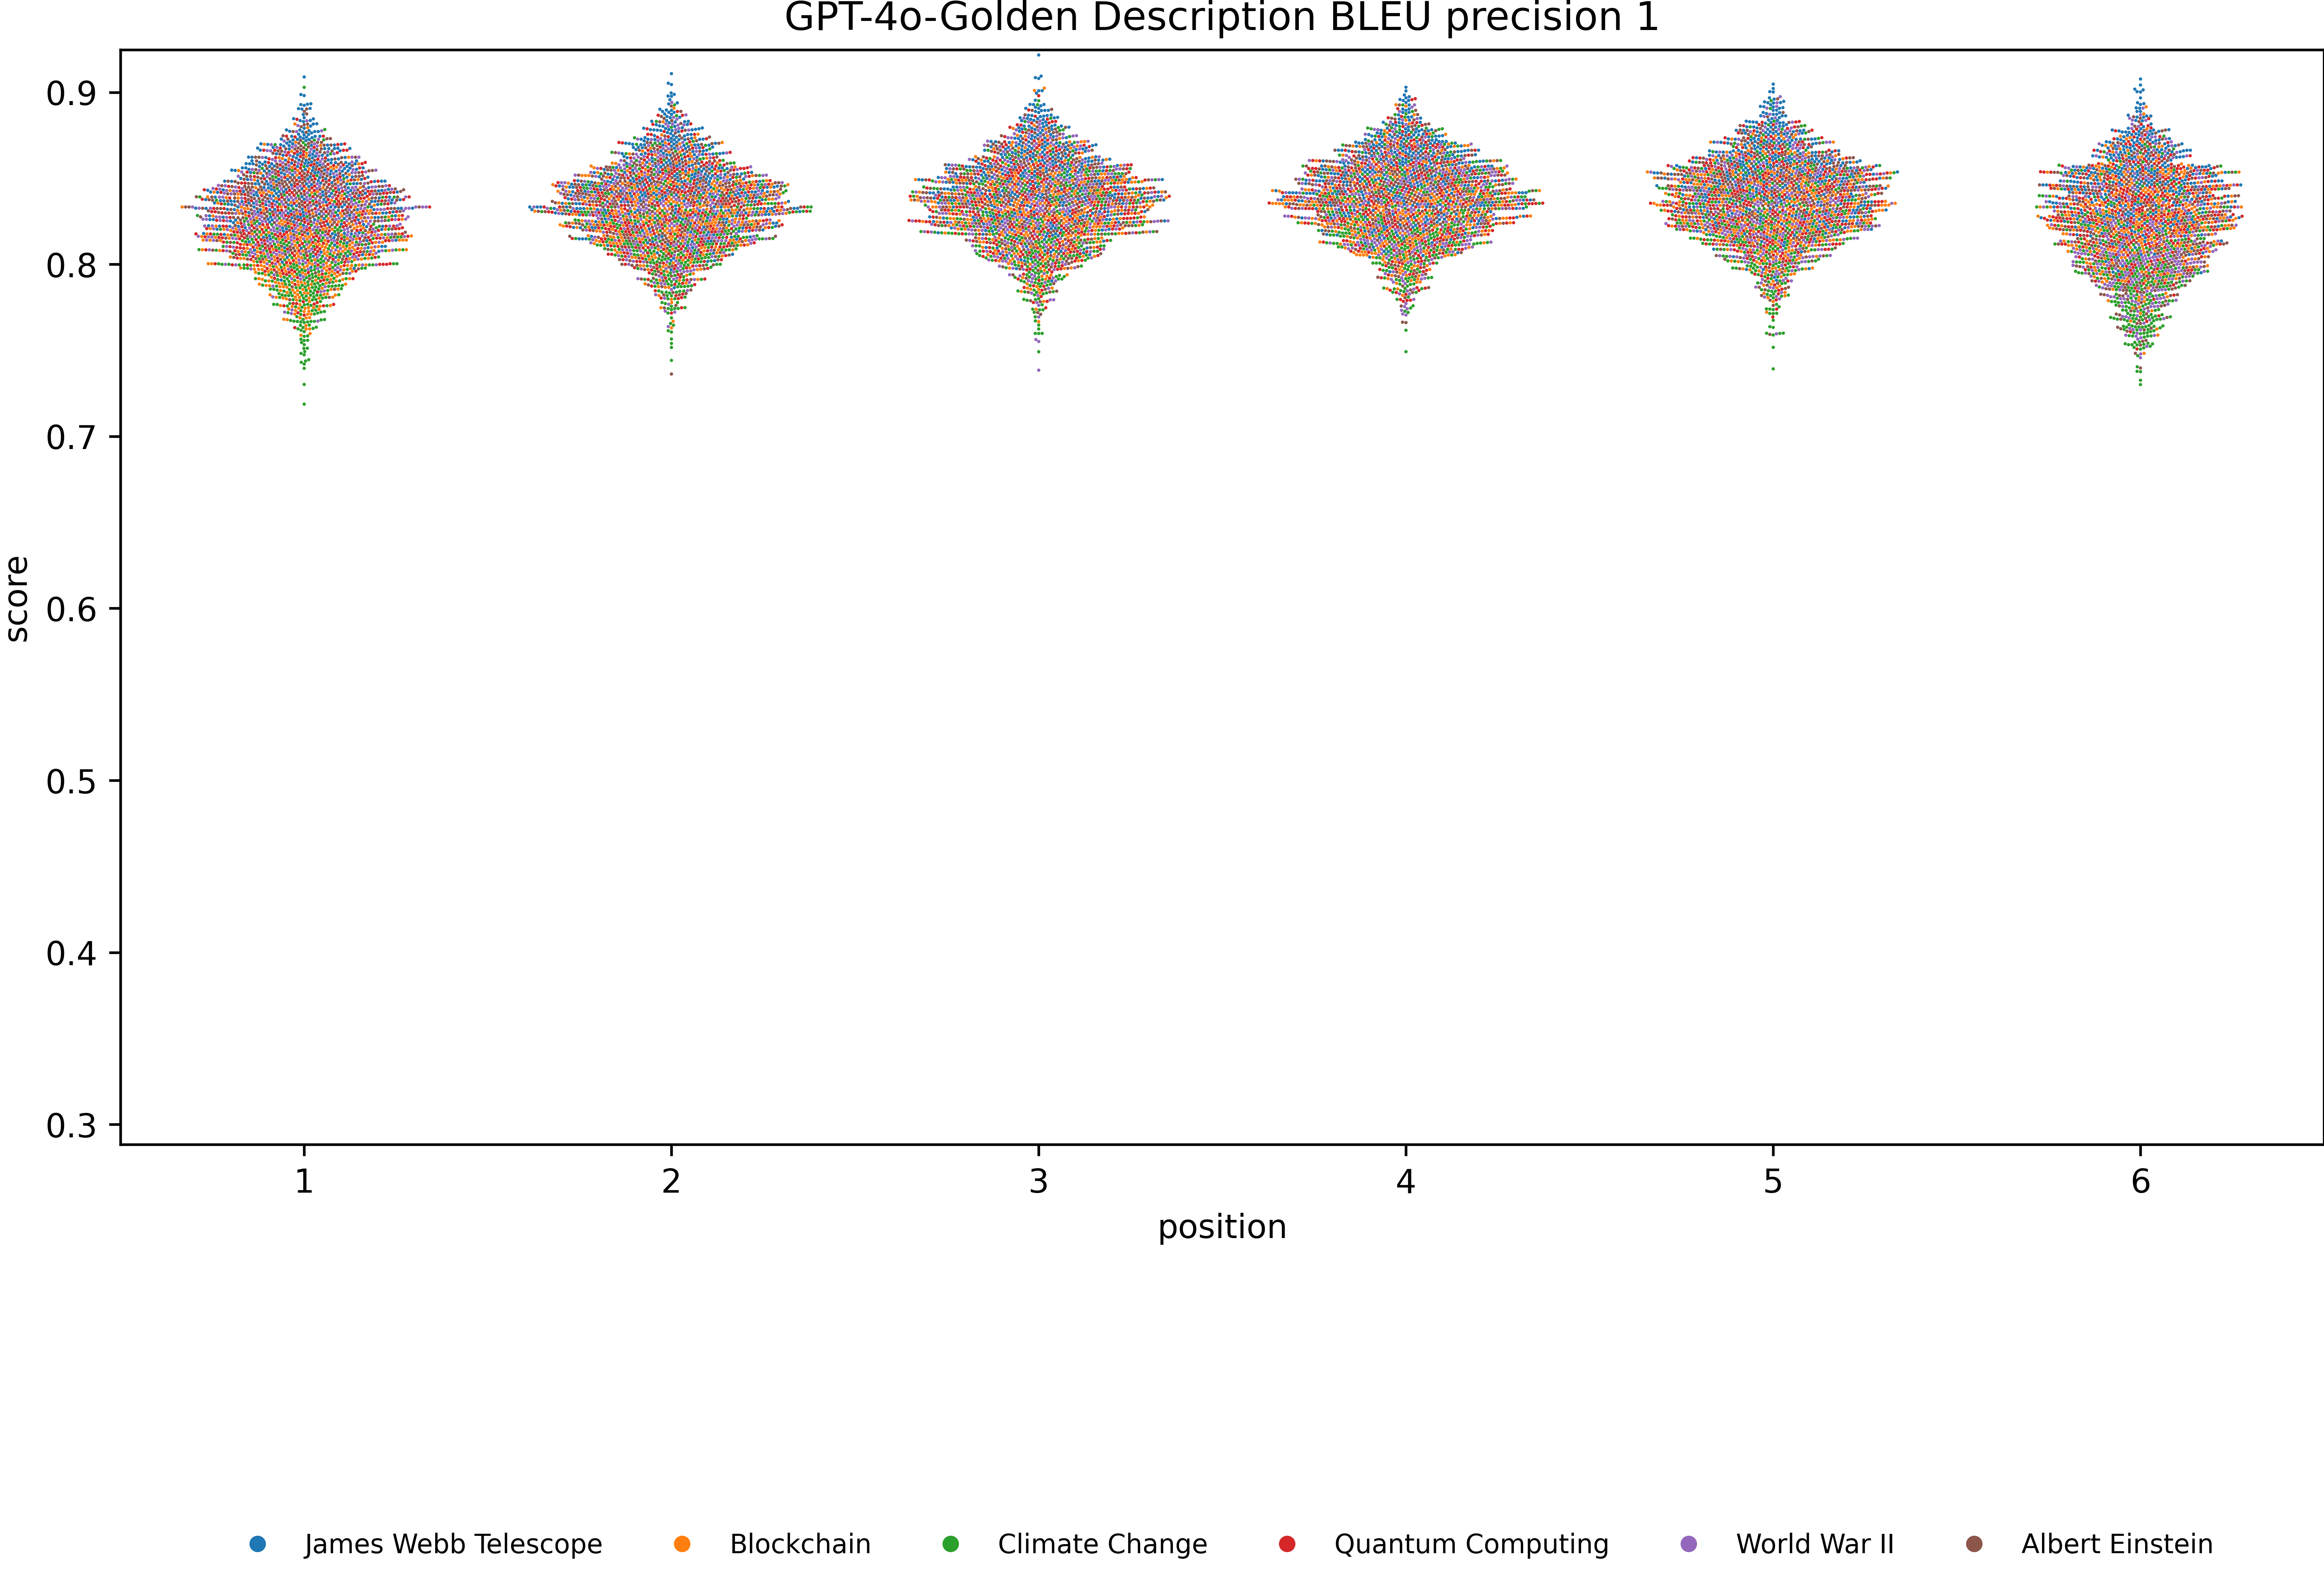 GPT-4o-Golden Description BLEU precision 1
0.9
0.8
0.7
0.6
0.5
0.4
0.3
score
1 2 3 4 5 6
position
James Webb Telescope Blockchain Climate Change Quantum Computing World War II Albert Einstein